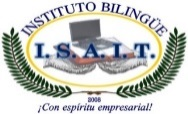 INSTITUTO BILINGÜE
I.S.A.I.T.
2006
¡Con espíritu empresarial!